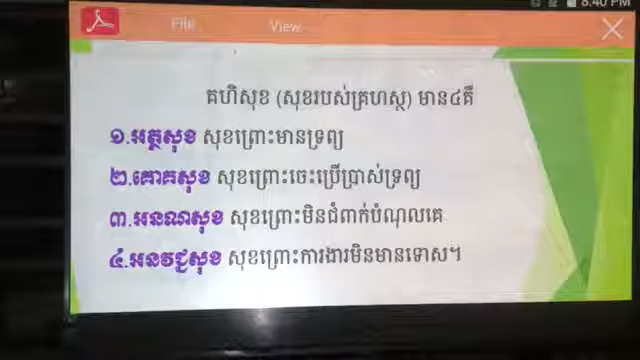 8:40 PM
File View
គហិសុខ (សុខរបស់គ្រហស្ថ) មាន៤គឺ
១.អត្ថសុខ សុខព្រោះមានទ្រព្យ
២.ភោគសុខ សុខព្រោះចេះប្រើប្រាស់ទ្រព្យ
៣.អនណសុខ សុខព្រោះមិនជំពាក់បំណុលគេ
៤.អនវជ្ជសុខ សុខព្រោះការងារមិនមានទោស។